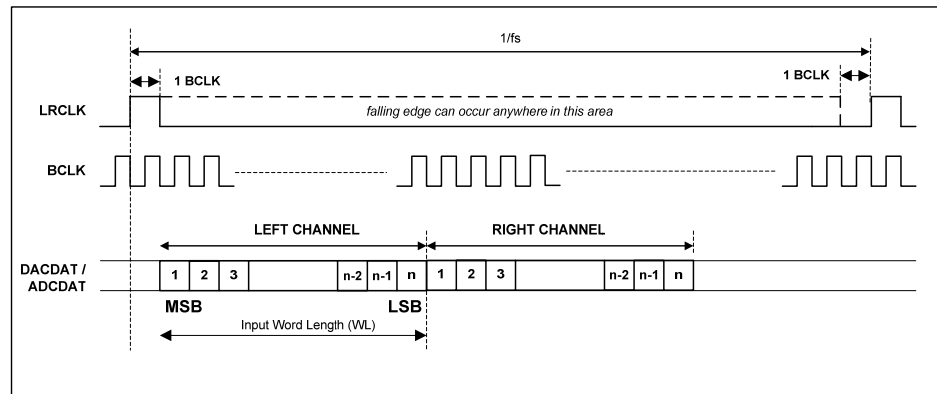 1/fs
1 BCLK
1 BCLK
LRCLK
falling edge can occur anywhere in this area
BCLK
LEFT CHANNEL
RIGHT CHANNEL
DACDAT /
ADCDAT
1 2 3 n-2 n-1 n 1 2 3 n-2 n-1 n
MSB
LSB
Input Word Length (WL)